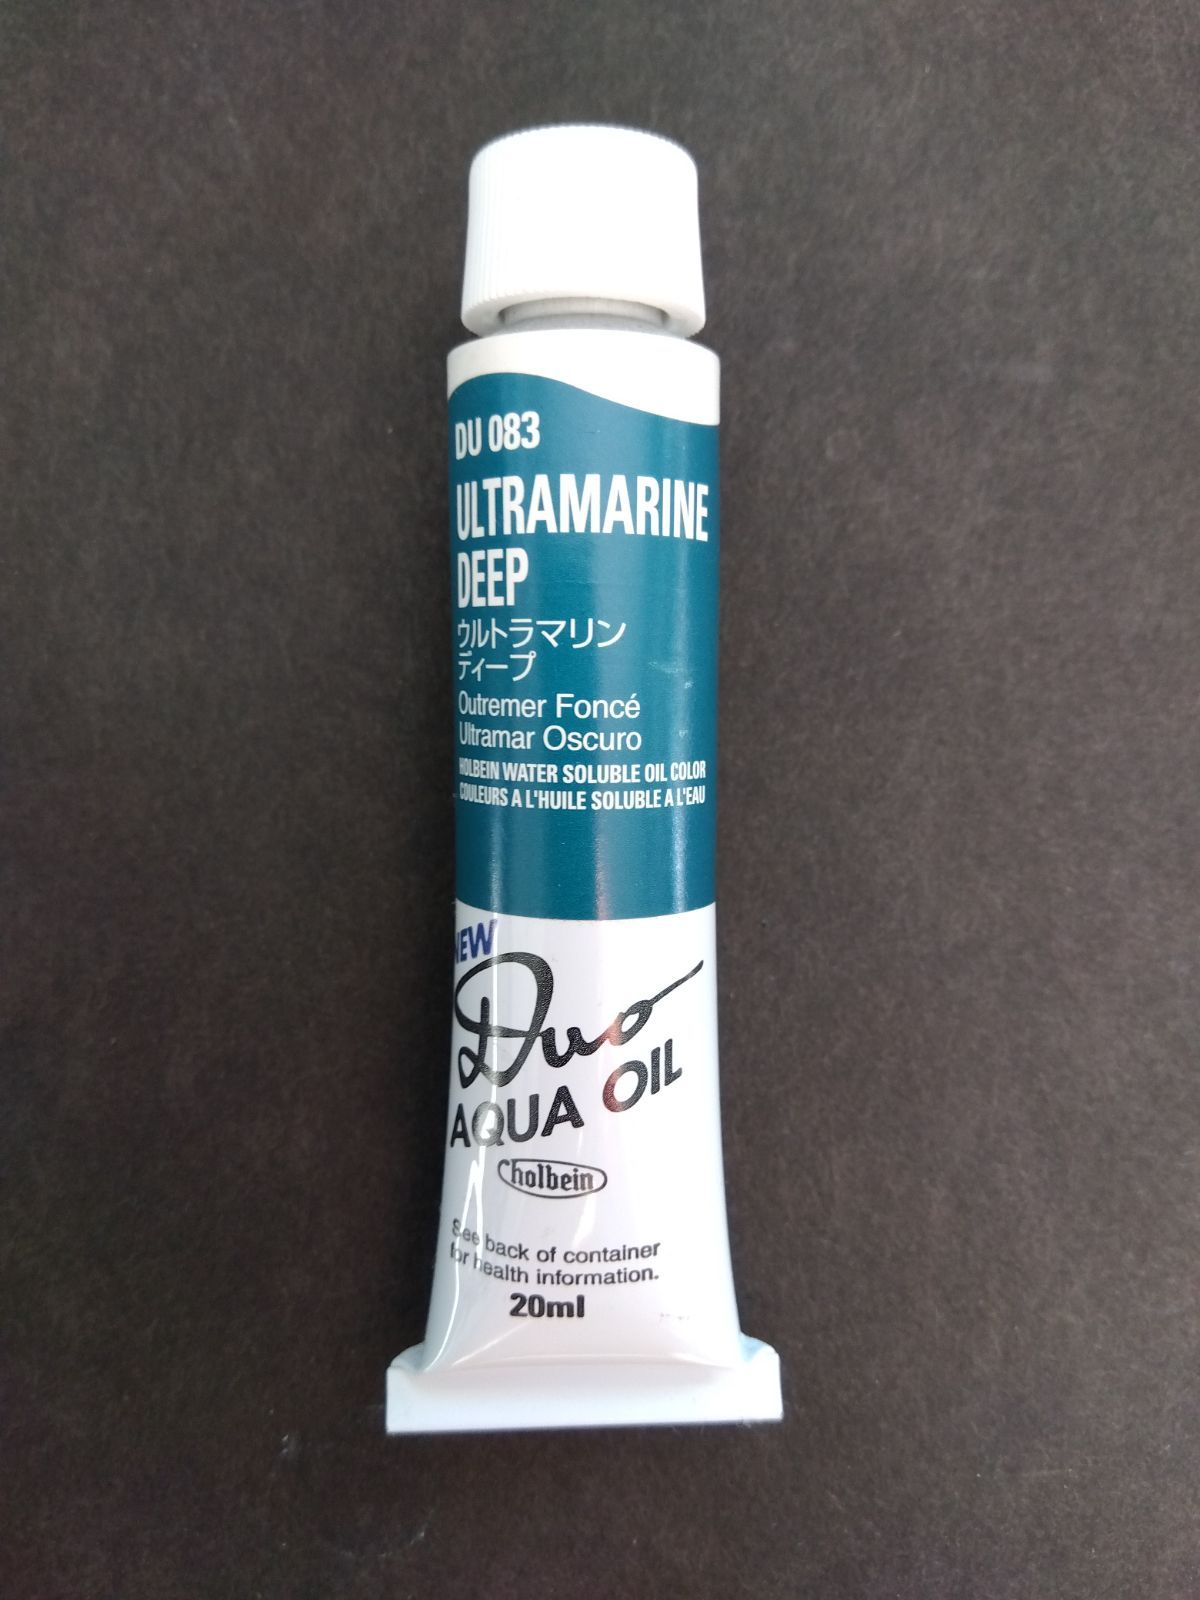 DU 083
ULTRAMARINE
DEEP
ウルトラマリン
ディープ
Outremer Foncé
Ultramar Oscuro
HOLBEIN WATER SOLUBLE OIL COLOR
COULEURS A L'HUILE SOLUBLE A L'EAU
NEW
Duo
AQUA OIL
holbein
See back of container
for health information.
20ml